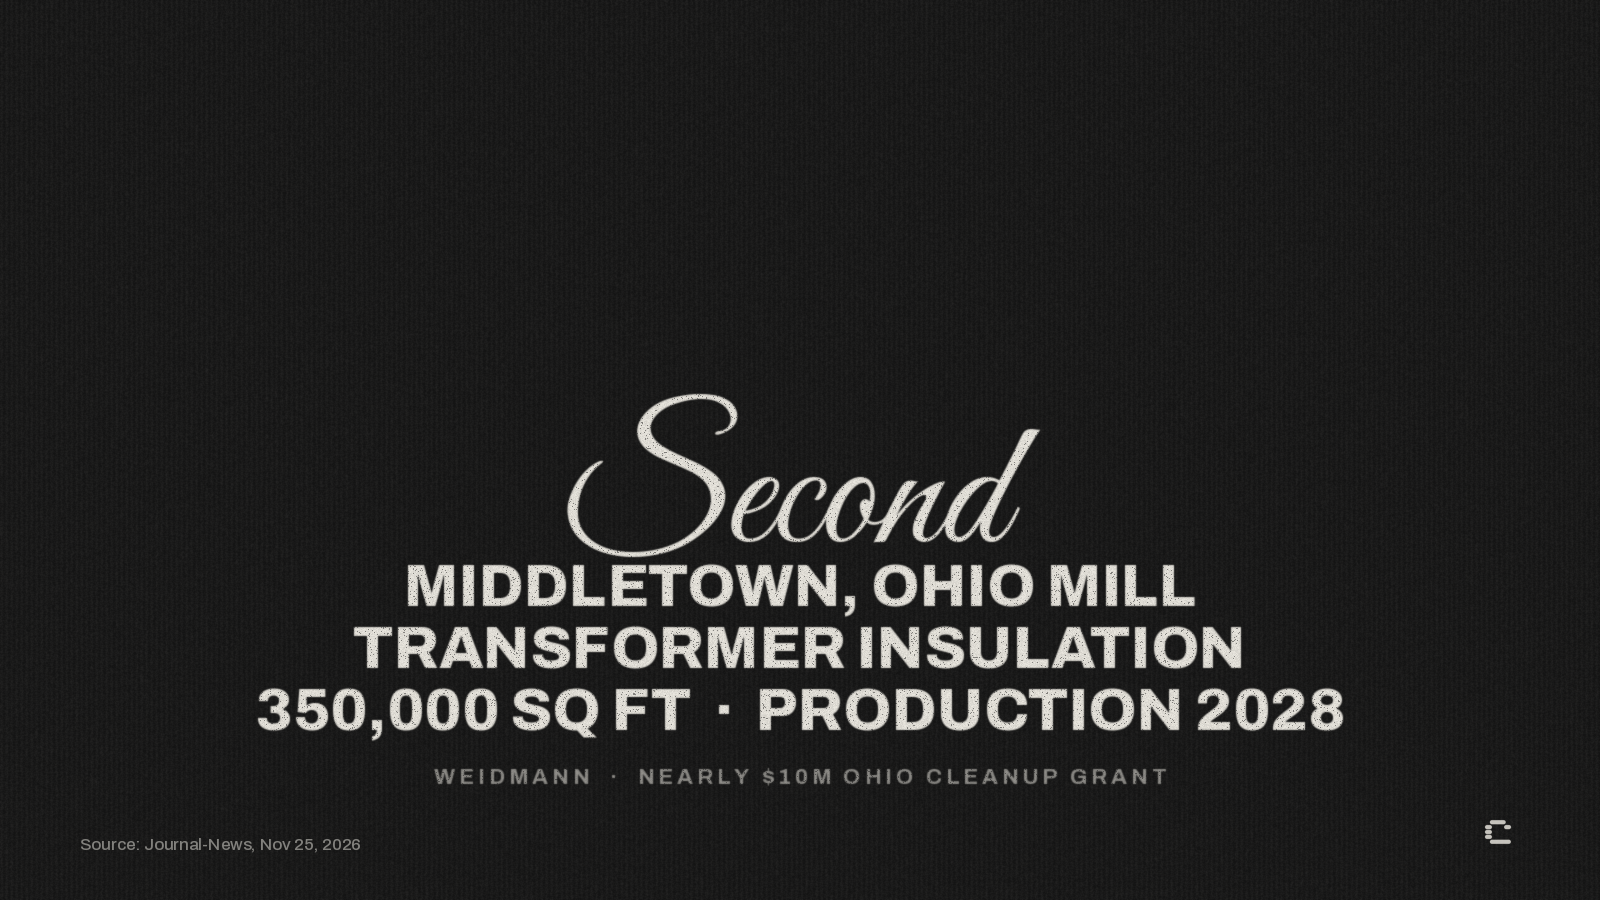 Second
MIDDLETOWN, OHIO MILL
TRANSFORMER INSULATION
350,000 SQ FT · PRODUCTION 2028
WEIDMANN · NEARLY $10M OHIO CLEANUP GRANT
Source: Journal-News, Nov 25, 2026